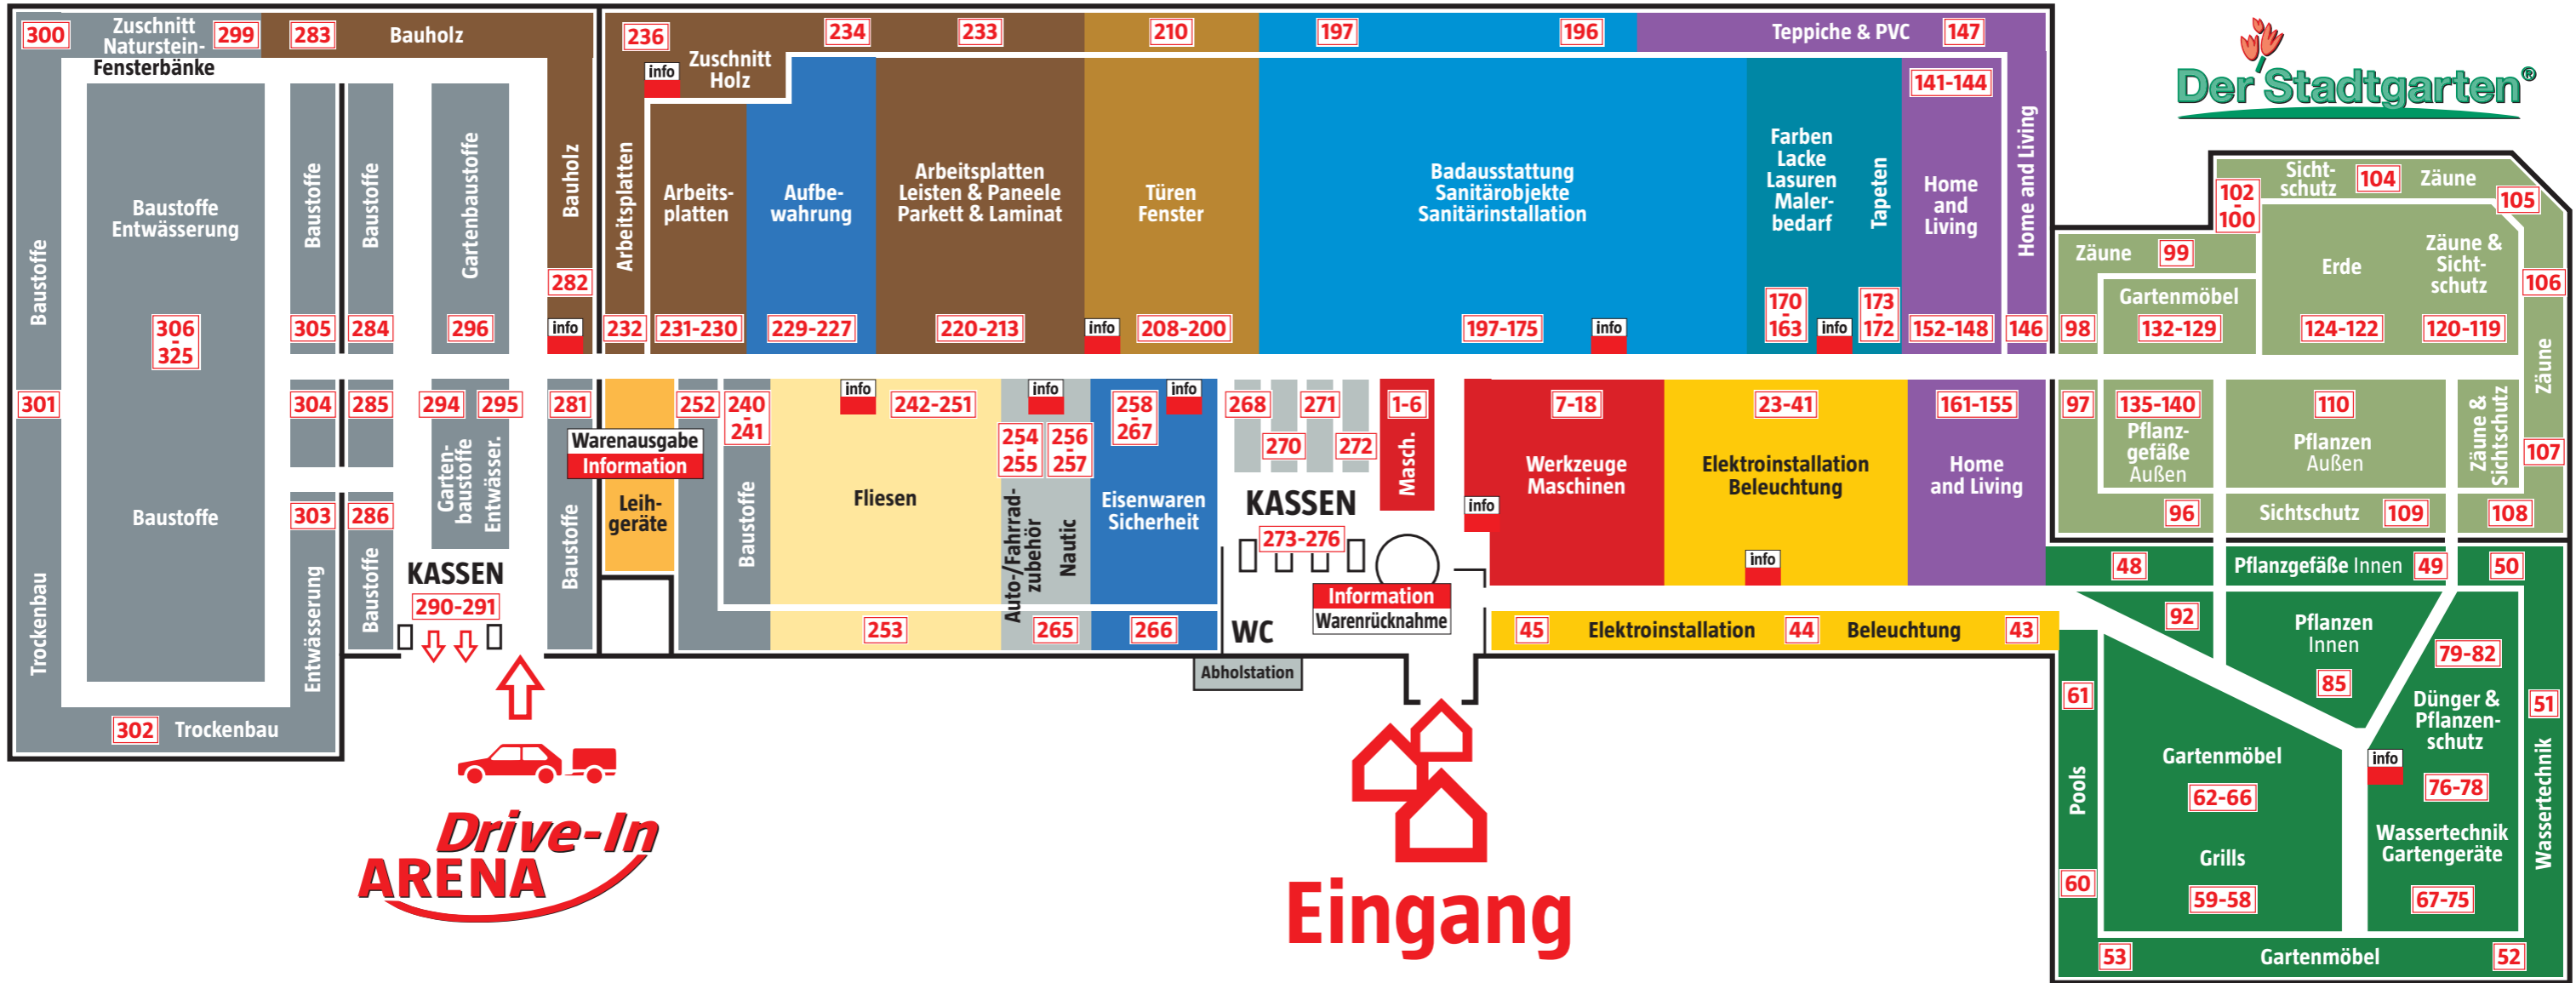 300
Zuschnitt
Naturstein-
Fensterbänke
299
283
Bauholz
236
Zuschnitt
Holz
info
234
233
210
197
196
Teppiche & PVC
147
Der Stadtgarten®
Baustoffe
301
Trockenbau
Baustoffe
Entwässerung
306
-
325
Baustoffe
302
Trockenbau
Baustoffe
305
304
303
Entwässerung
Baustoffe
284
285
286
Baustoffe
Gartenbaustoffe
296
294
295
Garten-
baustoffe
Entwässer.
KASSEN
290-291
Bauholz
282
info
281
Baustoffe
Drive-In
ARENA
Arbeitsplatten
232
Arbeits-
platten
231-230
Aufbe-
wahrung
229-227
Arbeitsplatten
Leisten & Paneele
Parkett & Laminat
220-213
Türen
Fenster
info
208-200
Badausstattung
Sanitärobjekte
Sanitärinstallation
197-175
info
Farben
Lacke
Lasuren
Maler-
bedarf
170
-
163
info
Tapeten
173
-
172
141-144
Home
and
Living
152-148
Home and Living
146
Warenausgabe
Information
Leih-
geräte
252
240
-
241
Baustoffe
info
242-251
Fliesen
253
info
254
-
255
256
-
257
Auto-/Fahrrad-
zubehör
Nautic
265
258
-
267
info
Eisenwaren
Sicherheit
266
268
270
271
272
KASSEN
273-276
1-6
Masch.
Information
Warenrücknahme
WC
Abholstation
Eingang
info
7-18
Werkzeuge
Maschinen
23-41
Elektroinstallation
Beleuchtung
info
161-155
Home
and Living
45
Elektroinstallation
44
Beleuchtung
43
102
-
100
Sicht-
schutz
104
Zäune
105
Zäune
99
Gartenmöbel
98
132-129
Erde
124-122
Zäune &
Sicht-
schutz
120-119
106
Zäune
107
97
135-140
Pflanz-
gefäße
Außen
110
Pflanzen
Außen
Zäune &
Sichtschutz
96
Sichtschutz
109
108
48
Pflanzgefäße Innen
49
50
92
Pflanzen
Innen
85
79-82
Dünger &
Pflanzen-
schutz
info
76-78
Wassertechnik
Gartengeräte
67-75
51
Wassertechnik
61
Pools
60
Gartenmöbel
62-66
Grills
59-58
53
Gartenmöbel
52